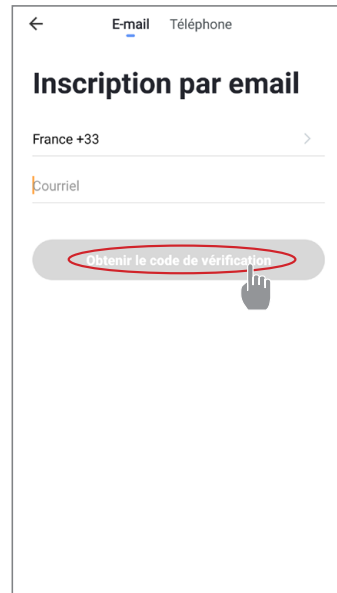 E-mail Téléphone
Inscription par email
France +33
Courriel
Obtenir le code de vérification